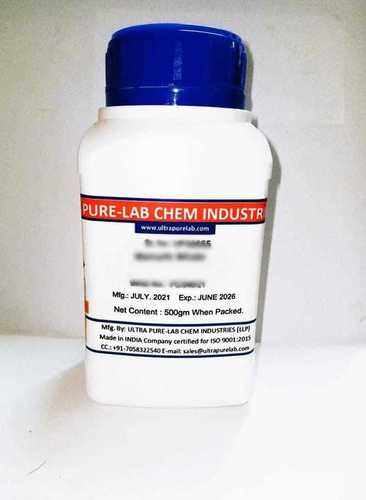 PURE-LAB CHEM INDUSTR
www.ultrapurelab.com
Mfg.: JULY. 2021 Exp.: JUNE 2026
Net Content : 500gm When Packed.
Mfg. By: ULTRA PURE-LAB CHEM INDUSTRIES (LLP)
Made in INDIA Company certified for ISO 9001:2015
CC.: +91-7058322540 E-mail: sales@ultrapurelab.com